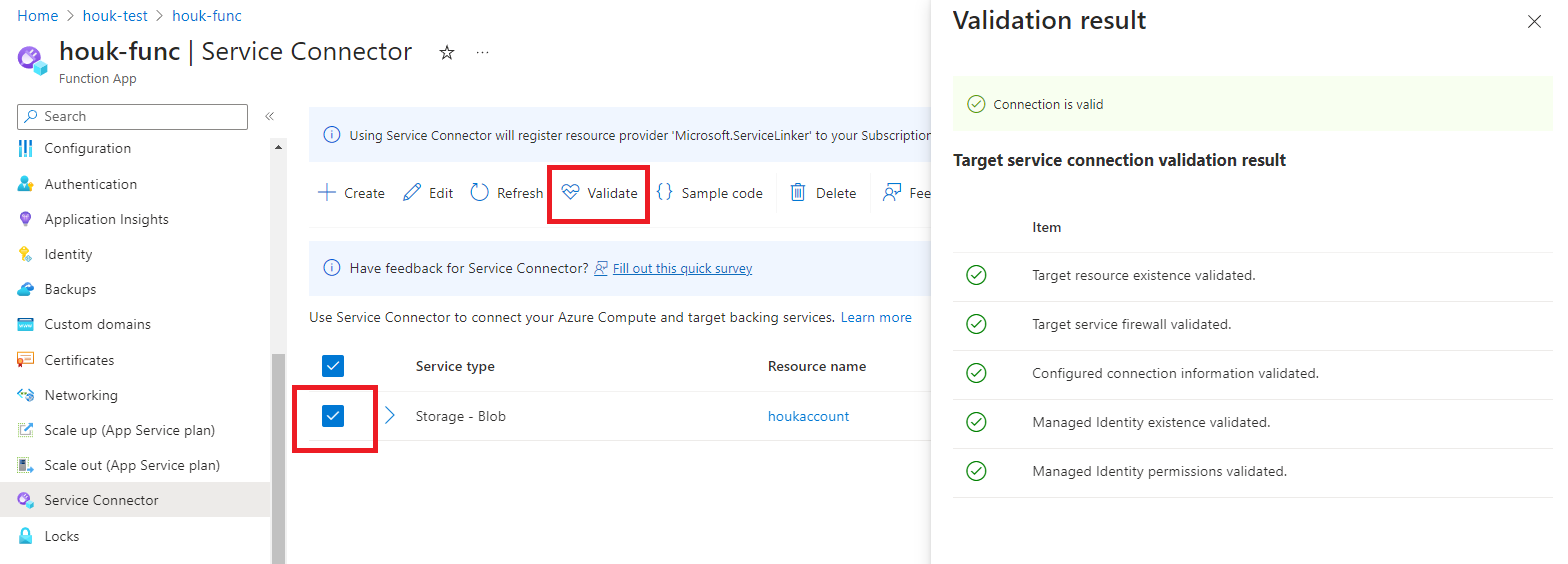 Home > houk-test > houk-func
houk-func | Service Connector
Function App
Search
Configuration
Authentication
Application Insights
Identity
Backups
Custom domains
Certificates
Networking
Scale up (App Service plan)
Scale out (App Service plan)
Service Connector
Locks
Using Service Connector will register resource provider 'Microsoft.ServiceLinker' to your Subscription
Create Edit Refresh Validate Sample code Delete Fee
Have feedback for Service Connector? Fill out this quick survey
Use Service Connector to connect your Azure Compute and target backing services. Learn more
Service type Resource name
Storage - Blob houkaccount
Validation result
Connection is valid
Target service connection validation result
Item
Target resource existence validated.
Target service firewall validated.
Configured connection information validated.
Managed Identity existence validated.
Managed Identity permissions validated.